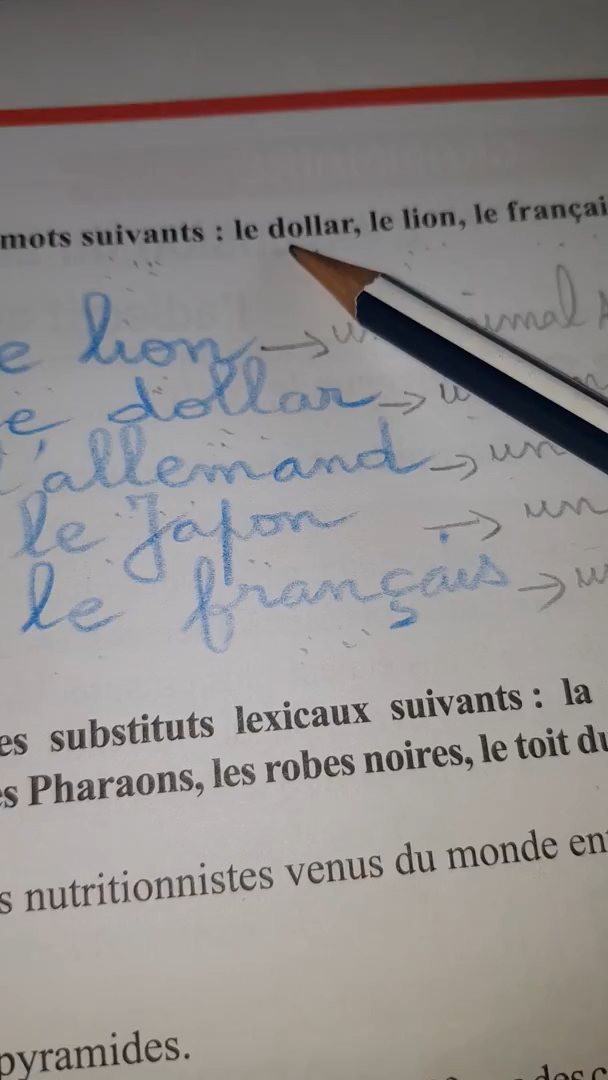 mots suivants : le dollar, le lion, le françai
e lion → imal
e dollar →
l'allemand → un
le Japon → un
le français →
es substituts lexicaux suivants : la
es Pharaons, les robes noires, le toit du
s nutritionnistes venus du monde en
pyramides.